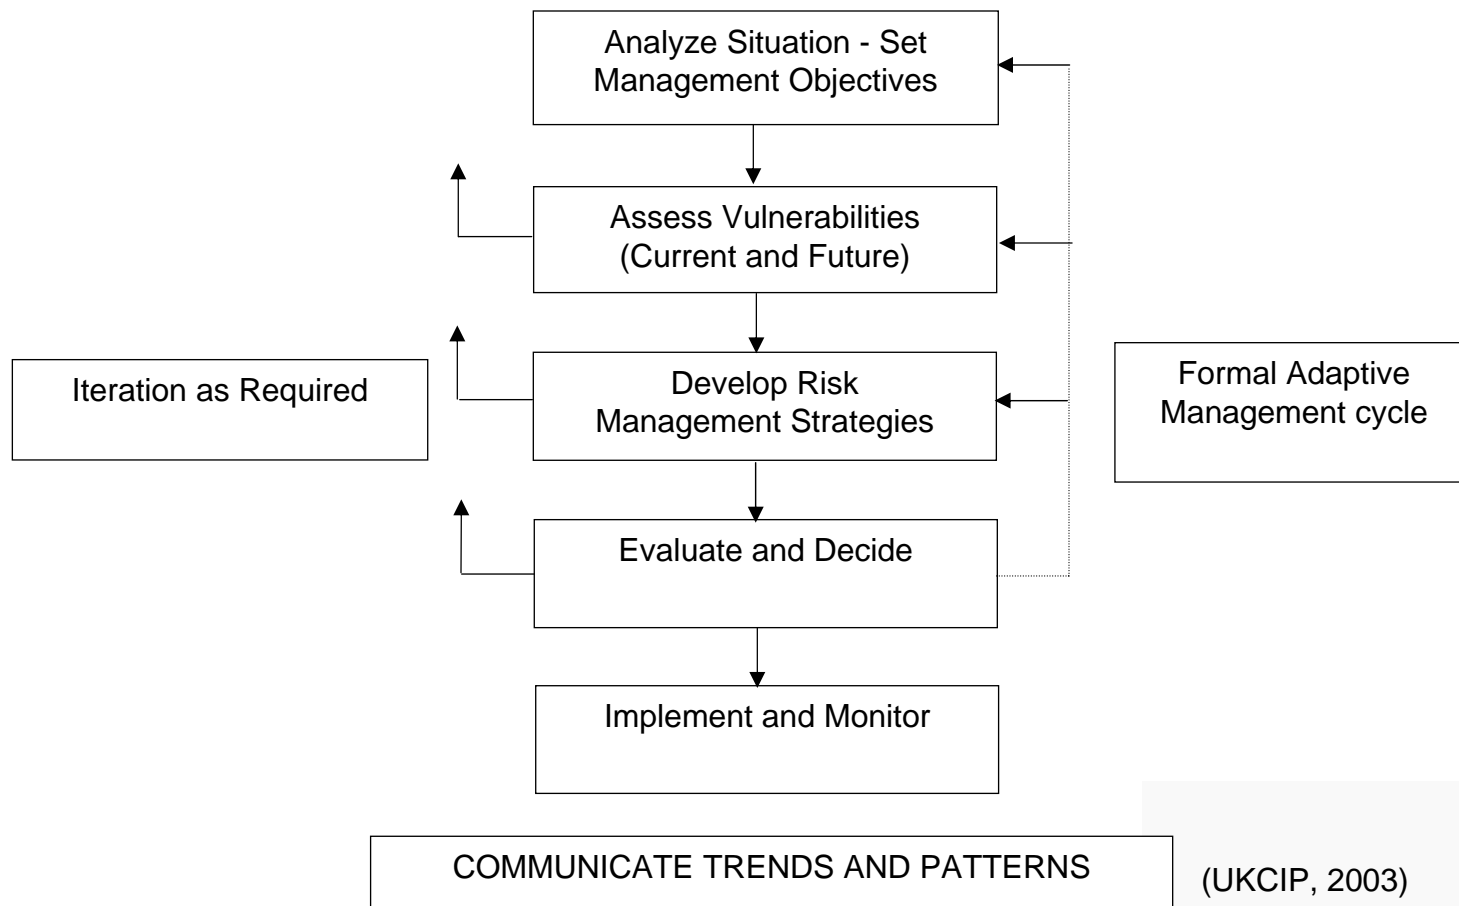 Analyze Situation - Set
Management Objectives
Assess Vulnerabilities
(Current and Future)
Iteration as Required
Develop Risk
Management Strategies
Formal Adaptive
Management cycle
Evaluate and Decide
Implement and Monitor
COMMUNICATE TRENDS AND PATTERNS
(UKCIP, 2003)